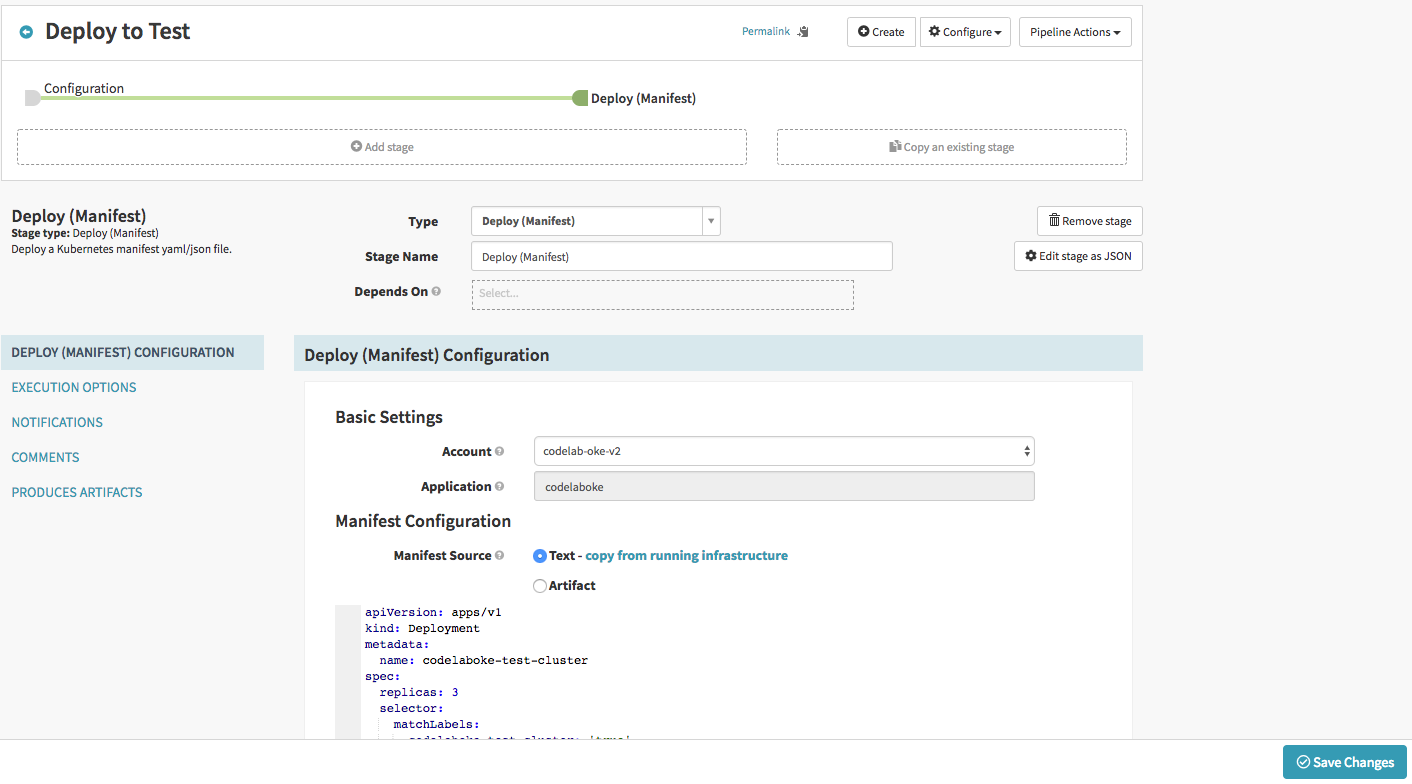 Deploy to Test
Permalink
Create
Configure
Pipeline Actions
Configuration
Deploy (Manifest)
Add stage
Copy an existing stage
Deploy (Manifest)
Stage type: Deploy (Manifest)
Deploy a Kubernetes manifest yaml/json file.
Type
Deploy (Manifest)
Remove stage
Stage Name
Deploy (Manifest)
Edit stage as JSON
Depends On
Select...
DEPLOY (MANIFEST) CONFIGURATION
EXECUTION OPTIONS
NOTIFICATIONS
COMMENTS
PRODUCES ARTIFACTS
Deploy (Manifest) Configuration
Basic Settings
Account
codelab-oke-v2
Application
codelaboke
Manifest Configuration
Manifest Source
Text - copy from running infrastructure
Artifact
apiVersion: apps/v1
kind: Deployment
metadata:
name: codelaboke-test-cluster
spec:
replicas: 3
selector:
matchLabels:
Save Changes